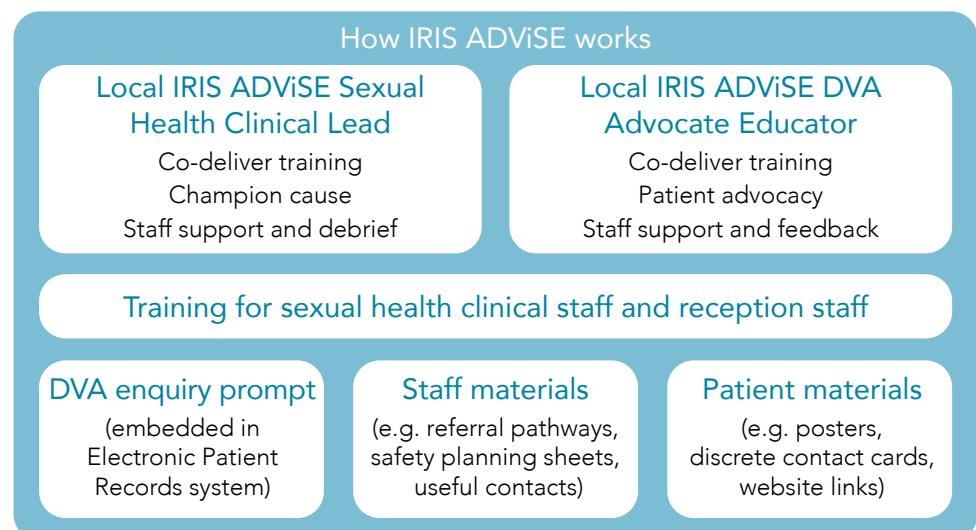 How IRIS ADViSE works
Local IRIS ADViSE Sexual
Health Clinical Lead
Co-deliver training
Champion cause
Staff support and debrief
Local IRIS ADViSE DVA
Advocate Educator
Co-deliver training
Patient advocacy
Staff support and feedback
Training for sexual health clinical staff and reception staff
DVA enquiry prompt
(embedded in
Electronic Patient
Records system)
Staff materials
(e.g. referral pathways,
safety planning sheets,
useful contacts)
Patient materials
(e.g. posters,
discrete contact cards,
website links)